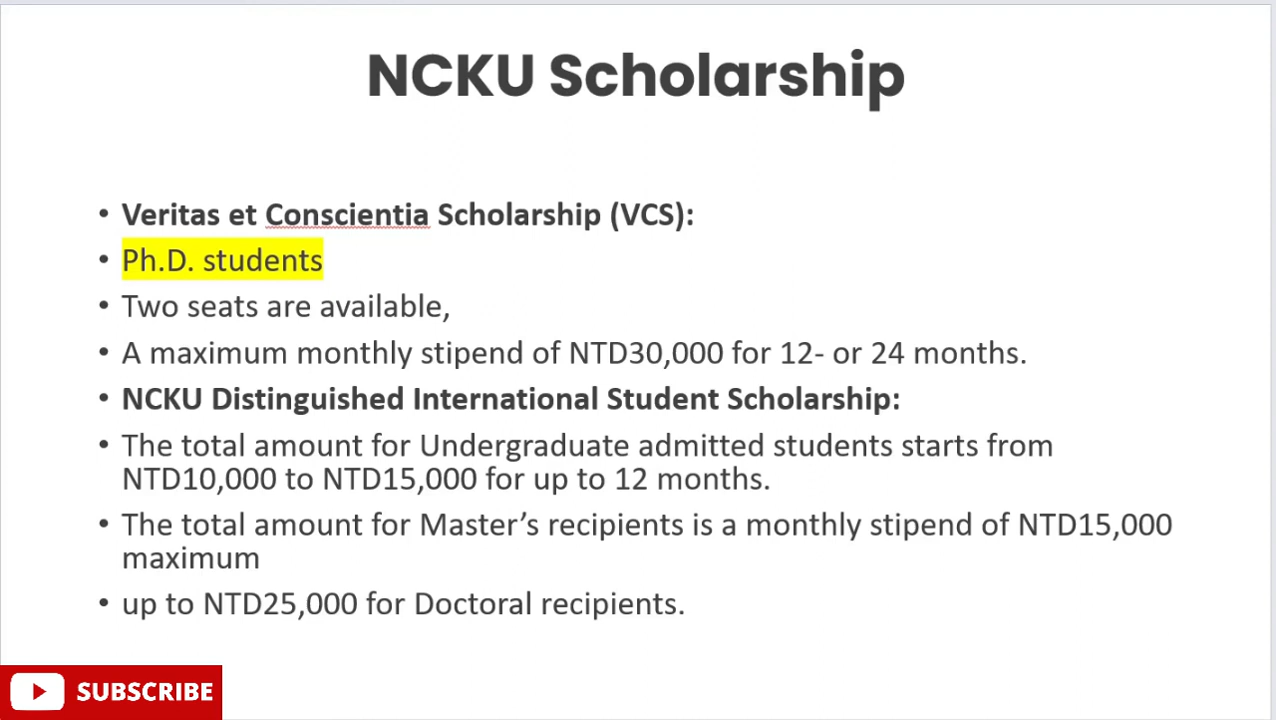 NCKU Scholarship
• Veritas et Conscientia Scholarship (VCS):
• Ph.D. students
• Two seats are available,
• A maximum monthly stipend of NTD30,000 for 12- or 24 months.
• NCKU Distinguished International Student Scholarship:
• The total amount for Undergraduate admitted students starts from
NTD10,000 to NTD15,000 for up to 12 months.
• The total amount for Master’s recipients is a monthly stipend of NTD15,000
maximum
• up to NTD25,000 for Doctoral recipients.
SUBSCRIBE